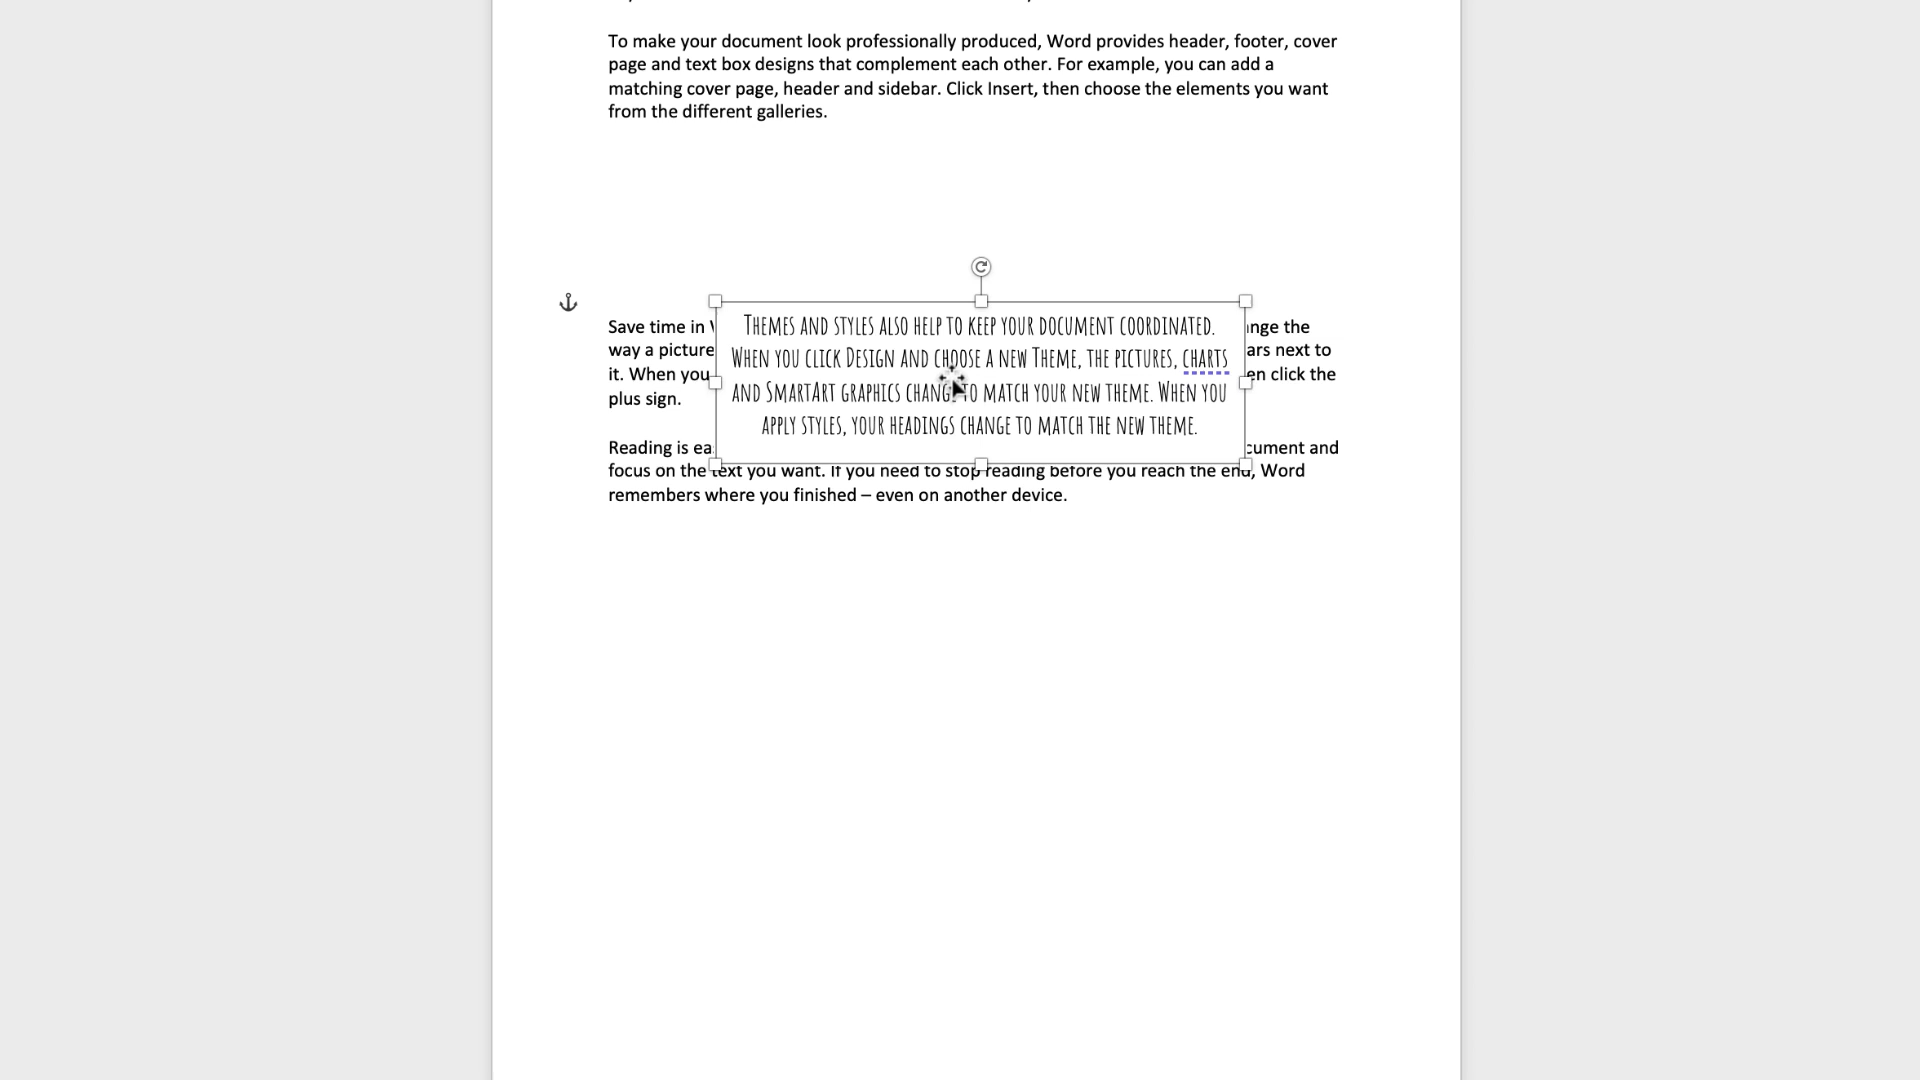 To make your document look professionally produced, Word provides header, footer, cover
page and text box designs that complement each other. For example, you can add a
matching cover page, header and sidebar. Click Insert, then choose the elements you want
from the different galleries.
Themes and styles also help to keep your document coordinated.
When you click Design and choose a new Theme, the pictures, charts
and SmartArt graphics change to match your new theme. When you
apply styles, your headings change to match the new theme.
Save time in
the
way a picture
next to
it. When you
click the
plus sign.
Reading is
and
focus on the text you want. If you need to stop reading before you reach the end, Word
remembers where you finished – even on another device.